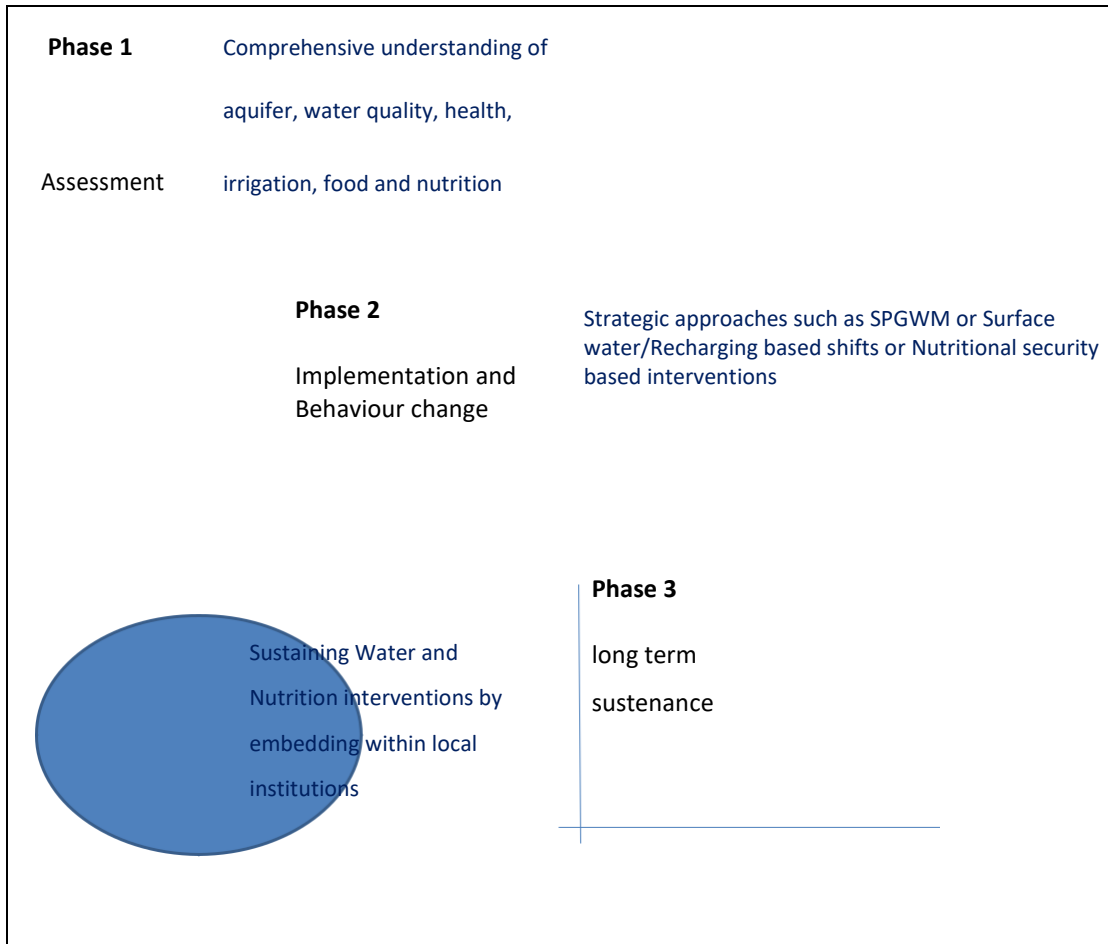 Phase 1
Comprehensive understanding of
aquifer, water quality, health,
Assessment
irrigation, food and nutrition
Phase 2
Implementation and
Behaviour change
Strategic approaches such as SPGWM or Surface
water/Recharging based shifts or Nutritional security
based interventions
Phase 3
long term
sustenance
Sustaining Water and
Nutrition interventions by
embedding within local
institutions